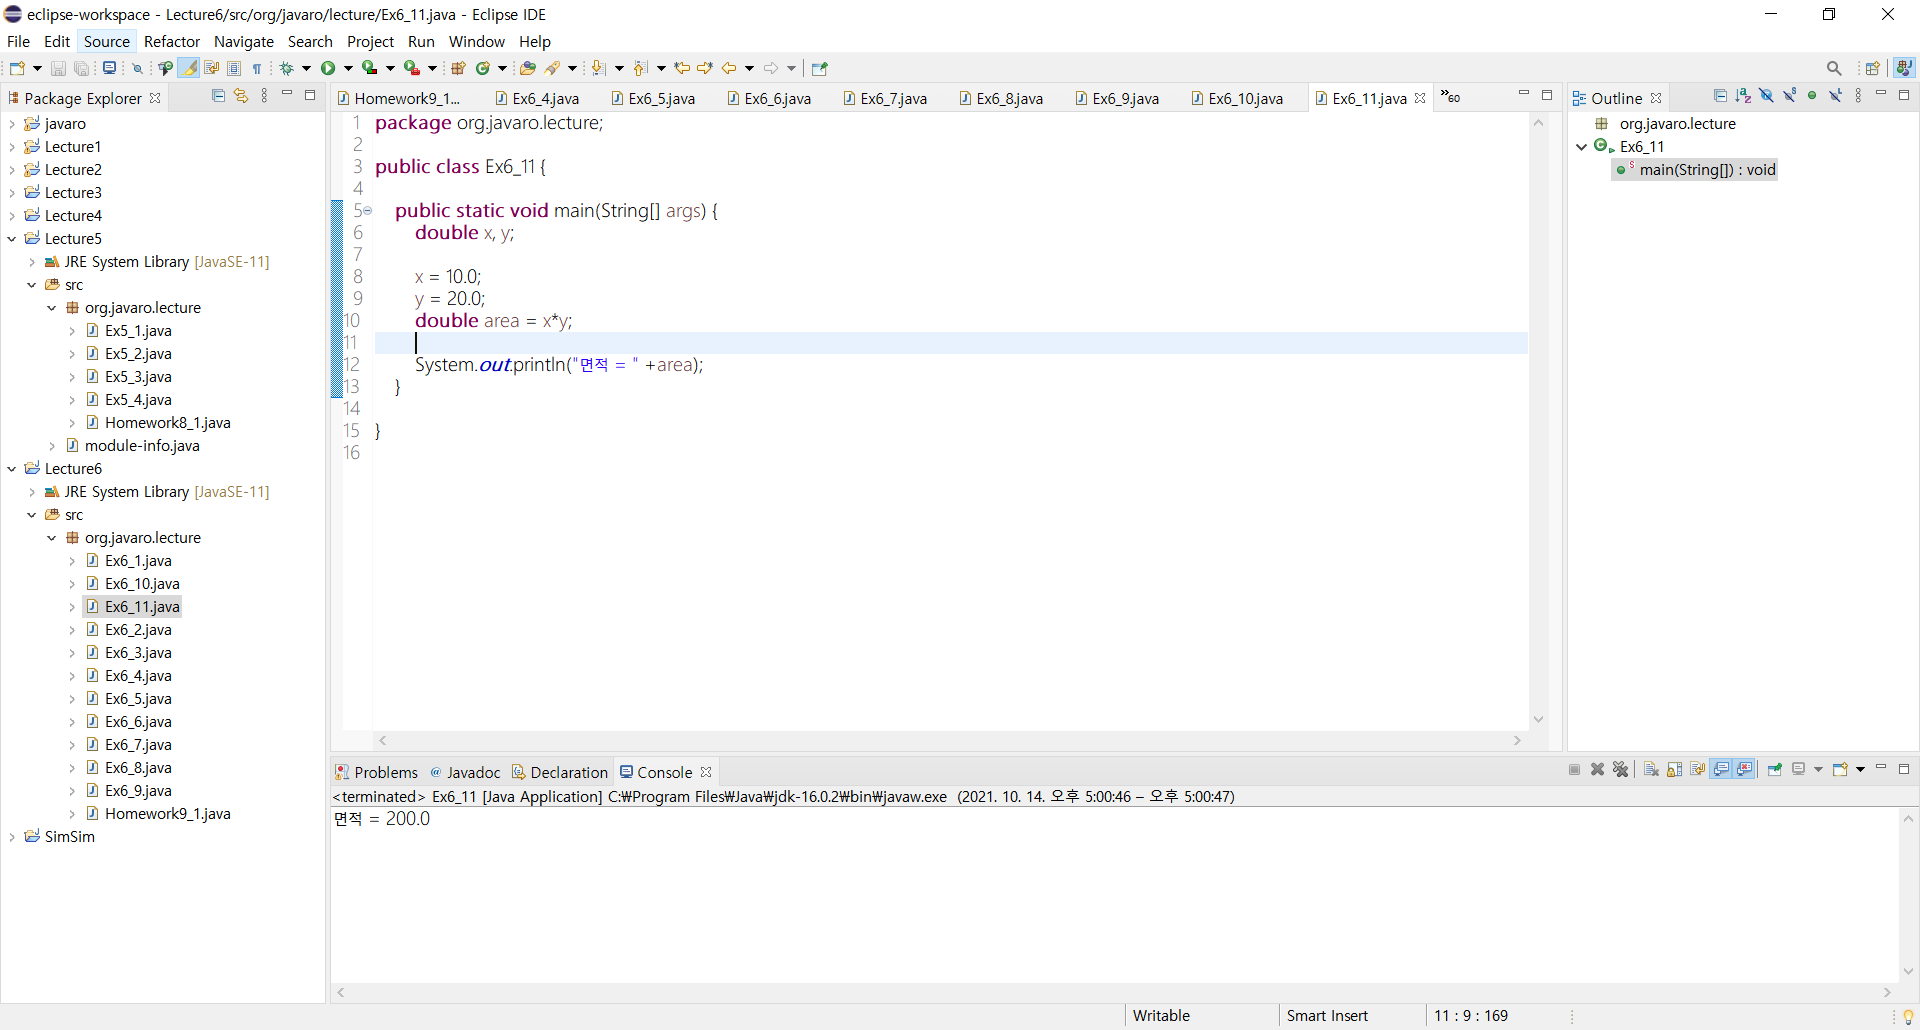 eclipse-workspace - Lecture6/src/org/javaro/lecture/Ex6_11.java - Eclipse IDE
File Edit Source Refactor Navigate Search Project Run Window Help
Package Explorer
javaro
Lecture1
Lecture2
Lecture3
Lecture4
Lecture5
JRE System Library [JavaSE-11]
src
org.javaro.lecture
Ex5_1.java
Ex5_2.java
Ex5_3.java
Ex5_4.java
Homework8_1.java
module-info.java
Lecture6
JRE System Library [JavaSE-11]
src
org.javaro.lecture
Ex6_1.java
Ex6_10.java
Ex6_11.java
Ex6_2.java
Ex6_3.java
Ex6_4.java
Ex6_5.java
Ex6_6.java
Ex6_7.java
Ex6_8.java
Ex6_9.java
Homework9_1.java
SimSim
Homework9_1... Ex6_4.java Ex6_5.java Ex6_6.java Ex6_7.java Ex6_8.java Ex6_9.java Ex6_10.java Ex6_11.java »60
1 package org.javaro.lecture;
2
3 public class Ex6_11 {
4
5 public static void main(String[] args) {
6 double x, y;
7
8 x = 10.0;
9 y = 20.0;
10 double area = x*y;
11
12 System.out.println("면적 = " +area);
13 }
14
15 }
16
Outline
org.javaro.lecture
Ex6_11
main(String[]) : void
Problems @ Javadoc Declaration Console
<terminated> Ex6_11 [Java Application] C:₩Program Files₩Java₩jdk-16.0.2₩bin₩javaw.exe (2021. 10. 14. 오후 5:00:46 – 오후 5:00:47)
면적 = 200.0
Writable Smart Insert 11 : 9 : 169